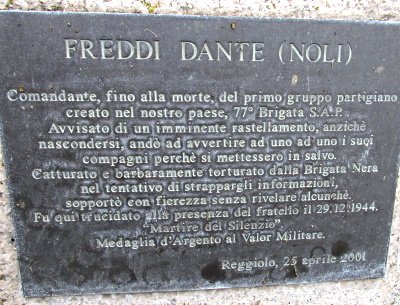 FREDDI DANTE (NOLI)
Comandante, fino alla morte, del primo gruppo partigiano
creato nel nostro paese, 77° Brigata S.A.P.
Avvisato di un imminente rastellamento, anzichè
nascondersi, andò ad avvertire ad uno ad uno i suoi
compagni perchè si mettessero in salvo.
Catturato e barbaramente torturato dalla Brigata Nera
nel tentativo di strappargli informazioni,
sopportò con fierezza senza rivelare alcunchè.
Fu qui trucidato alla presenza del fratello il 29.12.1944.
"Martire del Silenzio".
Medaglia d'Argento al Valor Militare.
Reggiolo, 25 aprile 2001